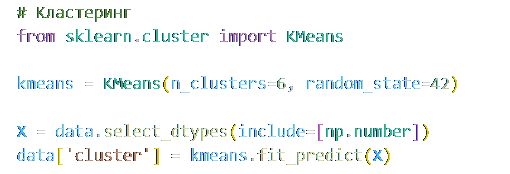 # Кластеринг
from sklearn.cluster import KMeans
kmeans = KMeans(n_clusters=6, random_state=42)
X = data.select_dtypes(include=[np.number])
data['cluster'] = kmeans.fit_predict(X)